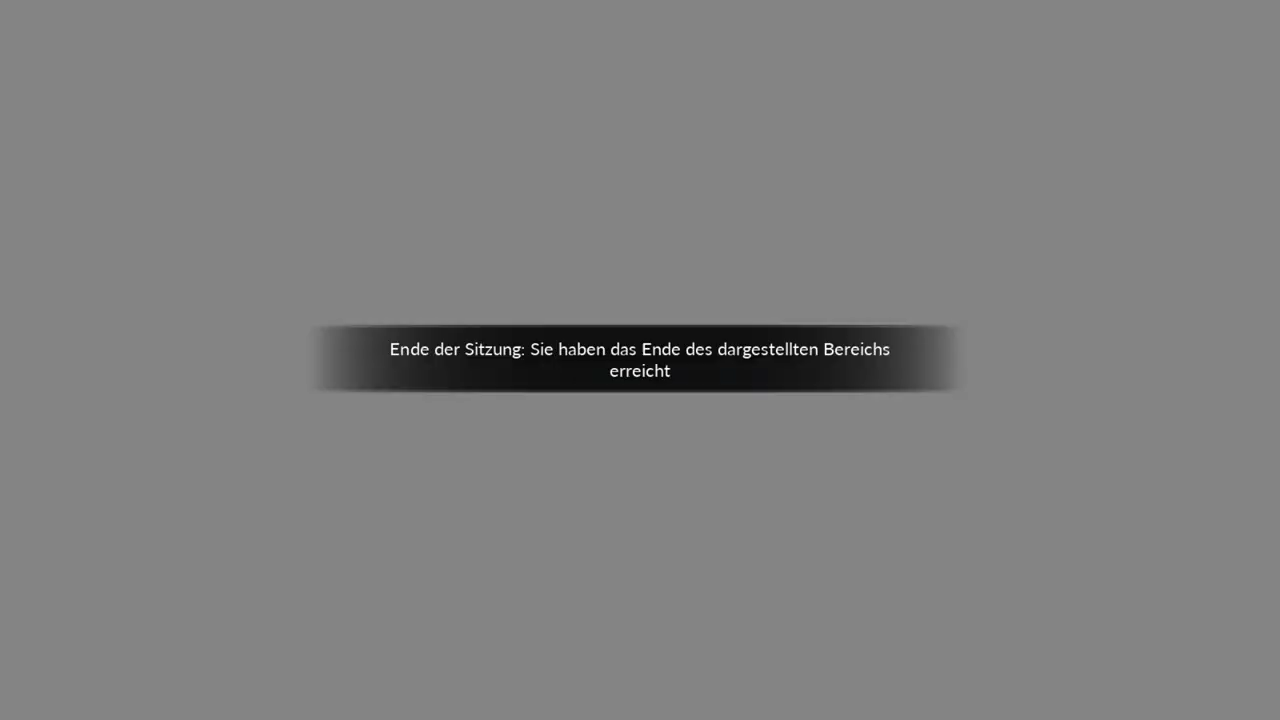 Ende der Sitzung: Sie haben das Ende des dargestellten Bereichs
erreicht